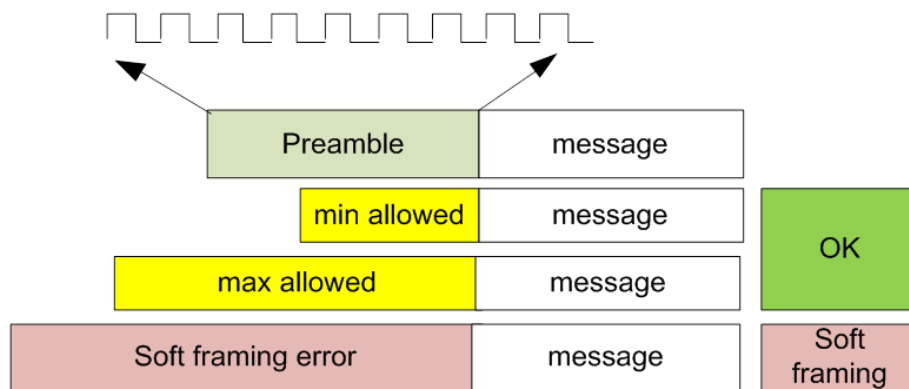 Preamble message
min allowed message
OK
max allowed message
Soft framing error message
Soft
framing